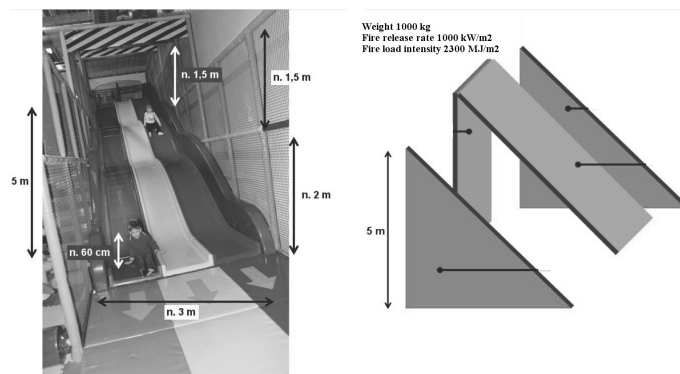 n. 1,5 m
n. 1,5 m
5 m
n. 2 m
n. 60 cm
n. 3 m
Weight 1000 kg
Fire release rate 1000 kW/m2
Fire load intensity 2300 MJ/m2
5 m